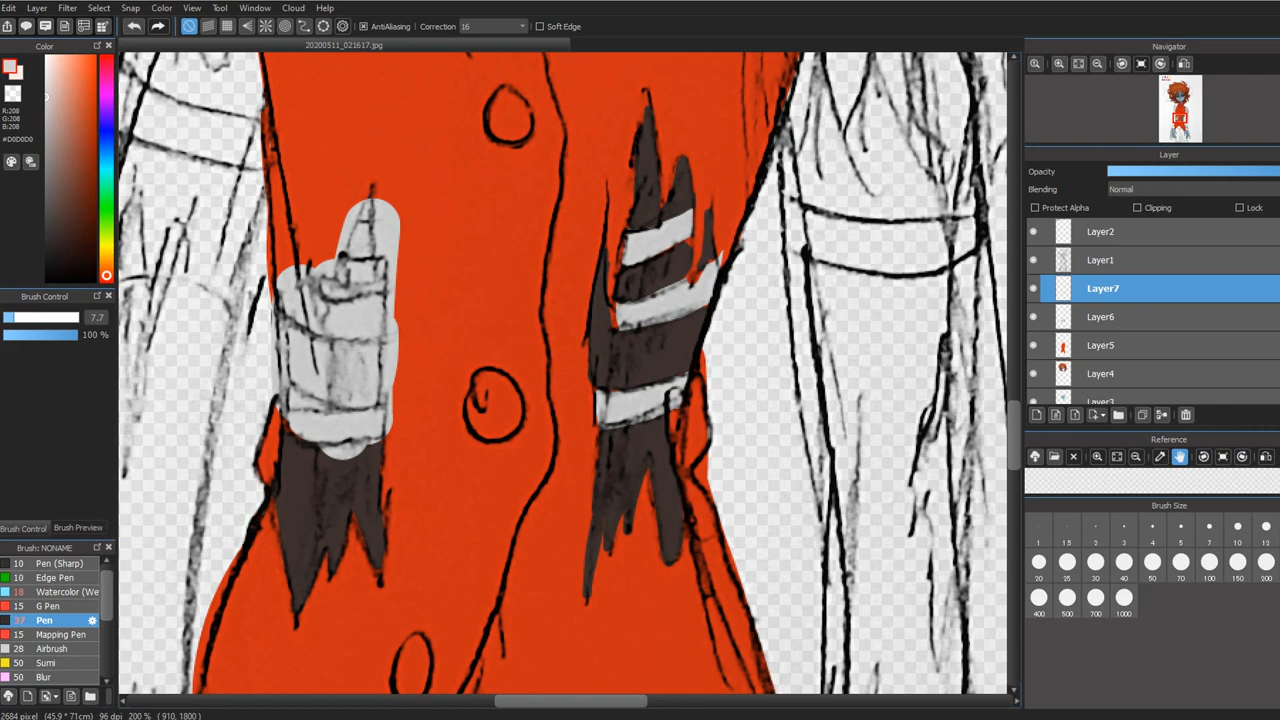 Edit Layer Filter Select Snap Color View Tool Window Cloud Help
AntiAliasing Correction 16 Soft Edge
Color
20200511_021617.jpg
Navigator
R:208
G:208
B:208
#D0D0D0
Layer
Opacity
Blending Normal
Protect Alpha Clipping Lock
Layer2
Layer1
Layer7
Layer6
Layer5
Layer4
Layer3
Brush Control
7.7
100 %
Reference
Brush Control Brush Preview
Brush: NONAME
10 Pen (Sharp)
10 Edge Pen
18 Watercolor (We
15 G Pen
37 Pen
15 Mapping Pen
28 Airbrush
50 Sumi
50 Blur
Brush Size
1 1.5 2 3 4 5 7 10 12
20 25 30 40 50 70 100 150 200
400 500 700 1000
2684 pixel (45.9 * 71cm) 96 dpi 200 % ( 910, 1800 )